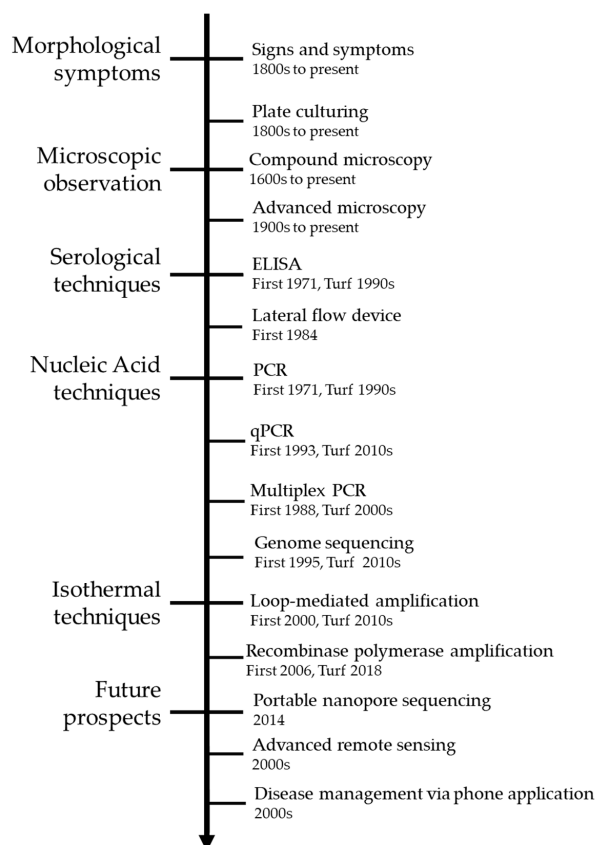 Morphological
symptoms
Signs and symptoms
1800s to present
Plate culturing
1800s to present
Microscopic
observation
Compound microscopy
1600s to present
Advanced microscopy
1900s to present
Serological
techniques
ELISA
First 1971, Turf 1990s
Lateral flow device
First 1984
Nucleic Acid
techniques
PCR
First 1971, Turf 1990s
qPCR
First 1993, Turf 2010s
Multiplex PCR
First 1988, Turf 2000s
Genome sequencing
First 1995, Turf 2010s
Isothermal
techniques
Loop-mediated amplification
First 2000, Turf 2010s
Recombinase polymerase amplification
First 2006, Turf 2018
Future
prospects
Portable nanopore sequencing
2014
Advanced remote sensing
2000s
Disease management via phone application
2000s